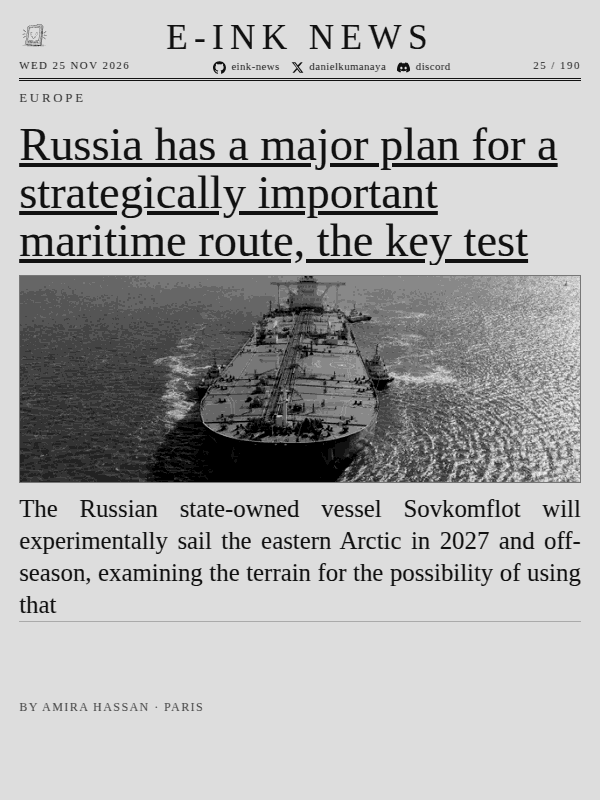 E-INK NEWS
WED 25 NOV 2026
eink-news danielkumanaya discord
25 / 190
EUROPE
Russia has a major plan for a
strategically important
maritime route, the key test
The Russian state-owned vessel Sovkomflot will
experimentally sail the eastern Arctic in 2027 and off-
season, examining the terrain for the possibility of using
that
BY AMIRA HASSAN · PARIS